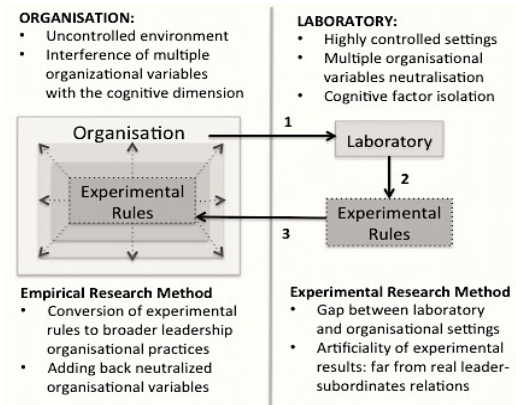 ORGANISATION:
• Uncontrolled environment
• Interference of multiple
organizational variables
with the cognitive dimension
LABORATORY:
• Highly controlled settings
• Multiple organisational
variables neutralisation
• Cognitive factor isolation
Organisation
Experimental
Rules
1
Laboratory
2
Experimental
Rules
3
Empirical Research Method
• Conversion of experimental
rules to broader leadership
organisational practices
• Adding back neutralized
organisational variables
Experimental Research Method
• Gap between laboratory
and organisational settings
• Artificiality of experimental
results: far from real leader-
subordinates relations